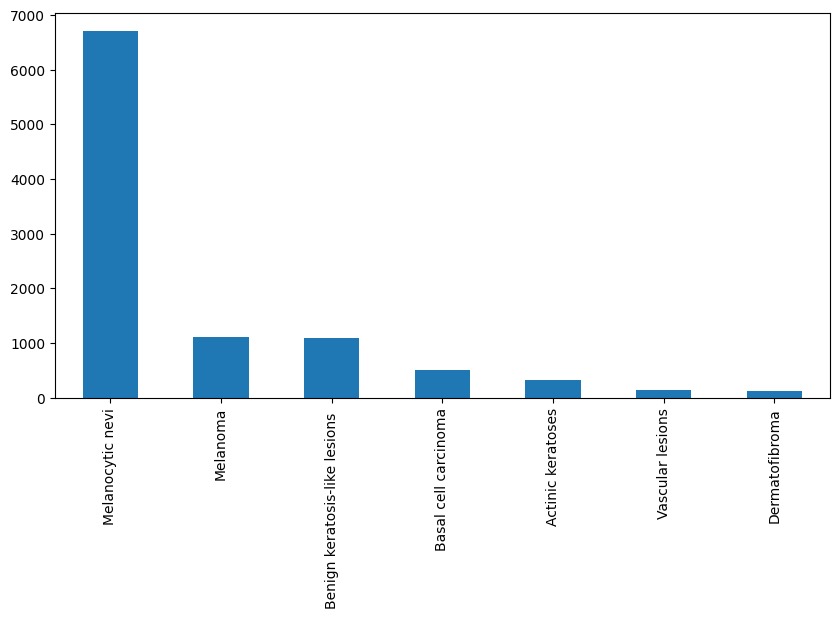 7000
6000
5000
4000
3000
2000
1000
0
Melanocytic nevi
Melanoma
Benign keratosis-like lesions
Basal cell carcinoma
Actinic keratoses
Vascular lesions
Dermatofibroma